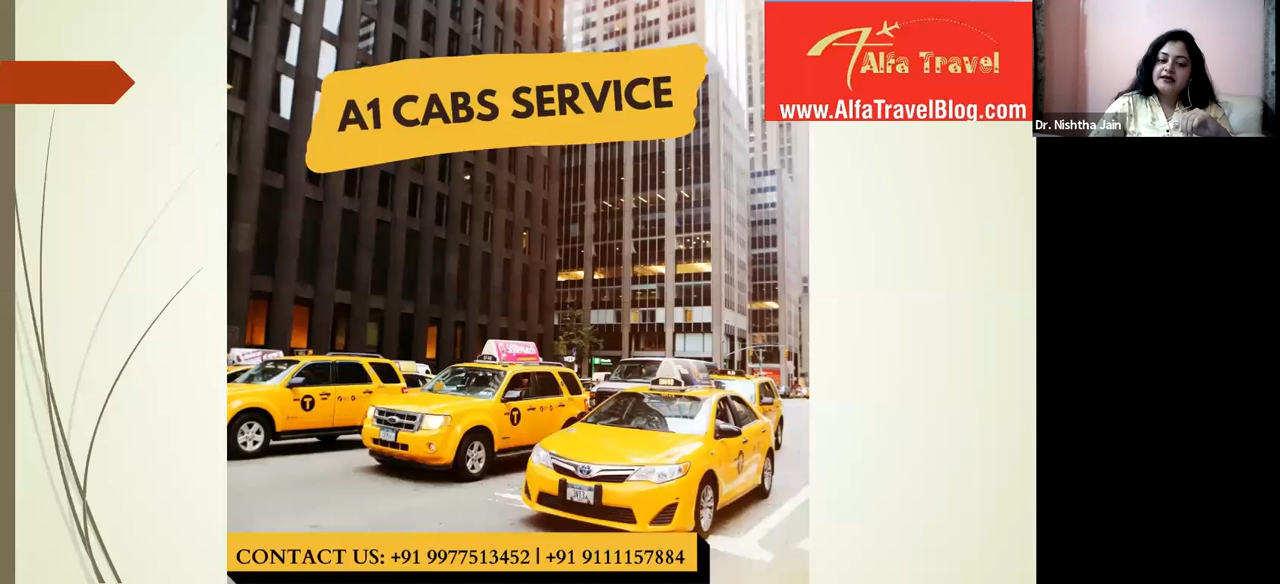 A1 CABS SERVICE
Alfa Travel
www.AlfaTravelBlog.com
Dr. Nishtha Jain
T
T
CONTACT US: +91 9977513452 | +91 9111157884